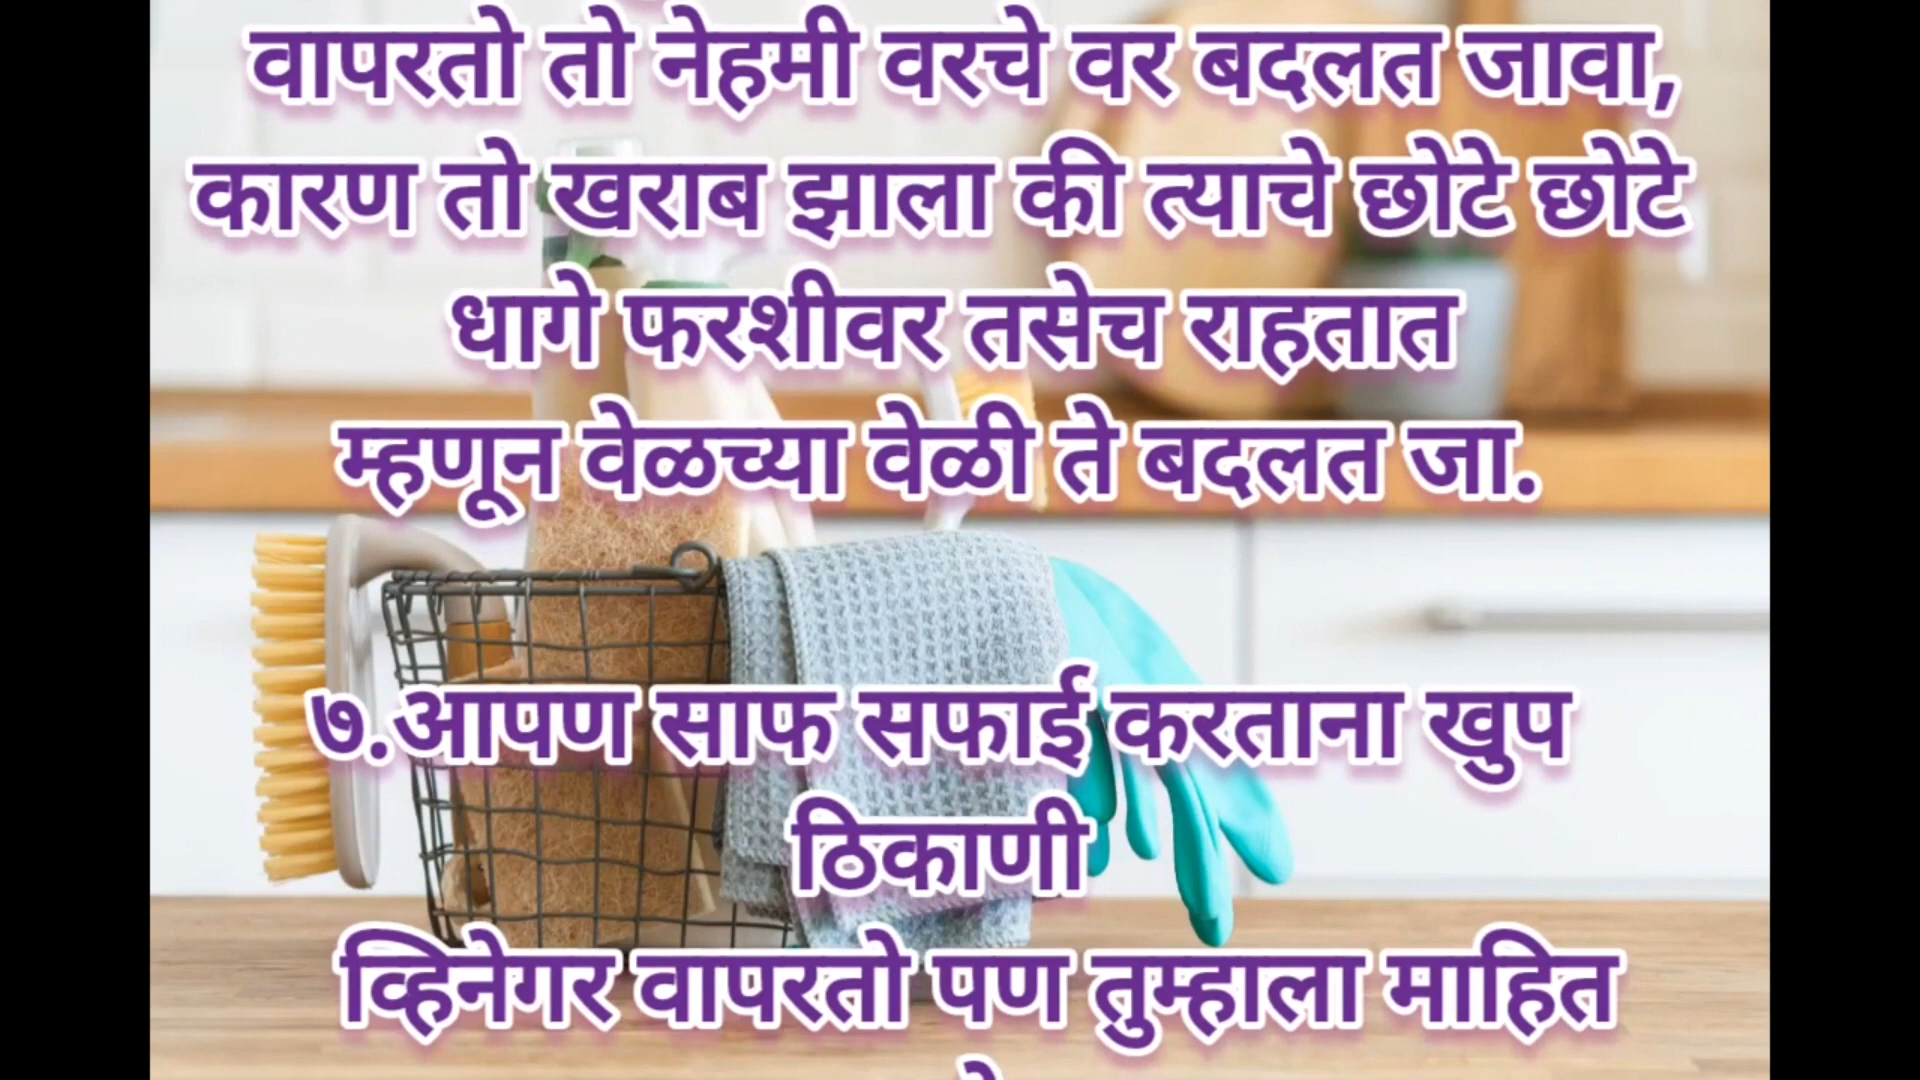 वापरतो तो नेहमी वरचे वर बदलत जावा,
कारण तो खराब झाला की त्याचे छोटे छोटे
धागे फरशीवर तसेच राहतात
म्हणून वेळच्या वेळी ते बदलत जा.
७.आपण साफ सफाई करताना खुप
ठिकाणी
व्हिनेगर वापरतो पण तुम्हाला माहित